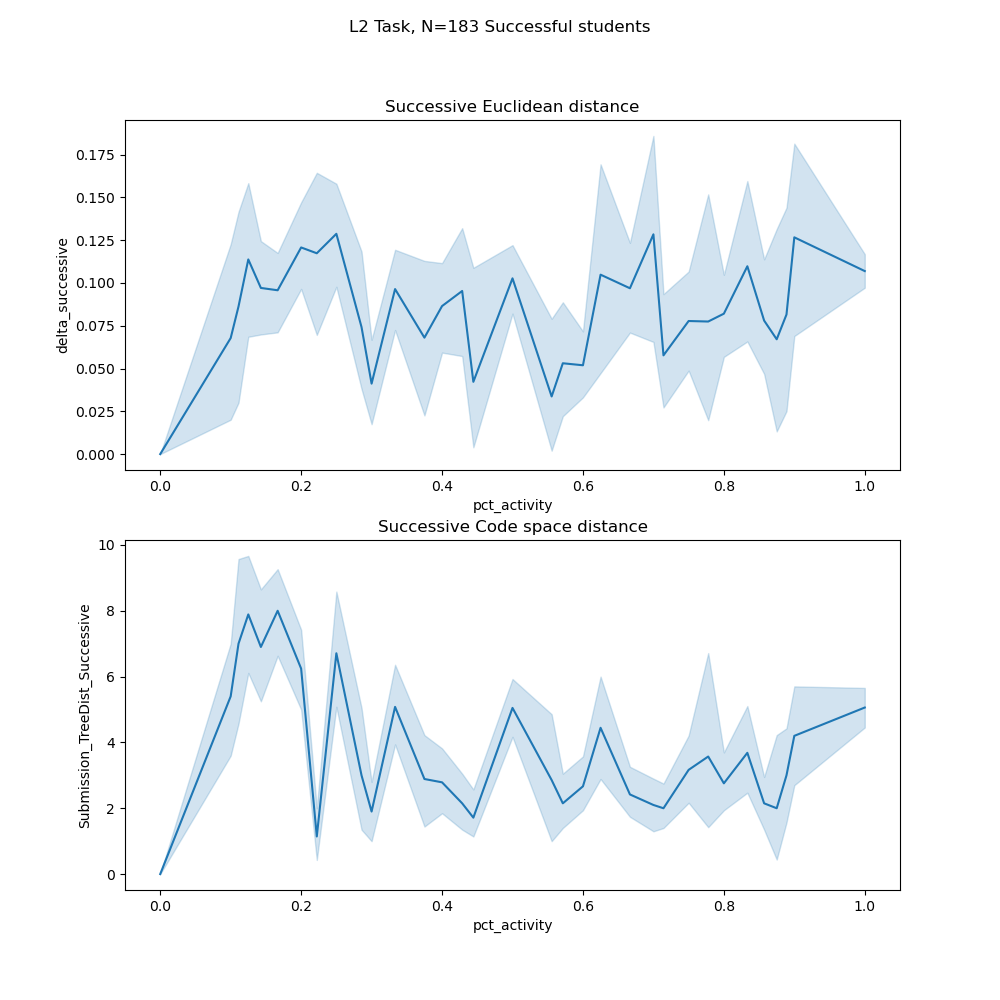 L2 Task, N=183 Successful students
Successive Euclidean distance
0.175
0.150
0.125
0.100
0.075
0.050
0.025
0.000
delta_successive
0.0 0.2 0.4 0.6 0.8 1.0
pct_activity
Successive Code space distance
10
8
6
4
2
0
Submission_TreeDist_Successive
0.0 0.2 0.4 0.6 0.8 1.0
pct_activity